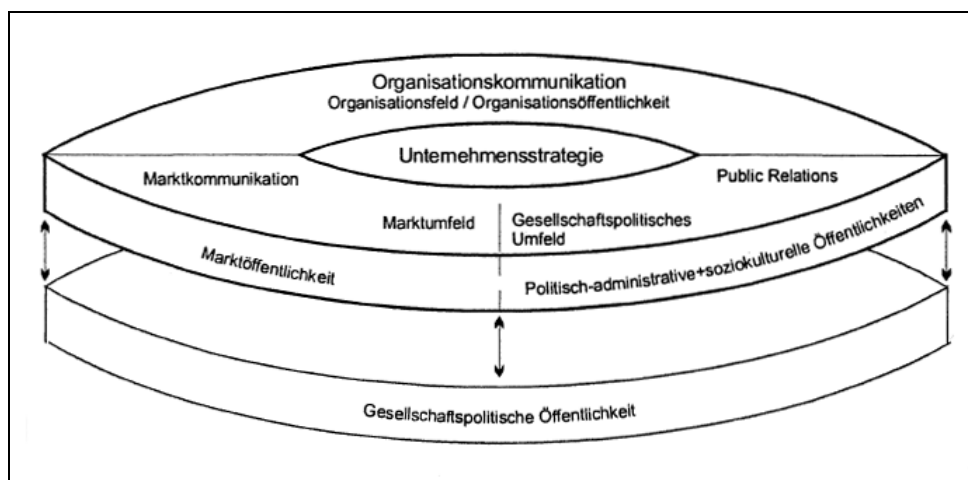 Organisationskommunikation
Organisationsfeld / Organisationsöffentlichkeit
Unternehmensstrategie
Marktkommunikation
Public Relations
Marktumfeld
Gesellschaftspolitisches
Umfeld
Marktöffentlichkeit
Politisch-administrative+soziokulturelle Öffentlichkeiten
Gesellschaftspolitische Öffentlichkeit